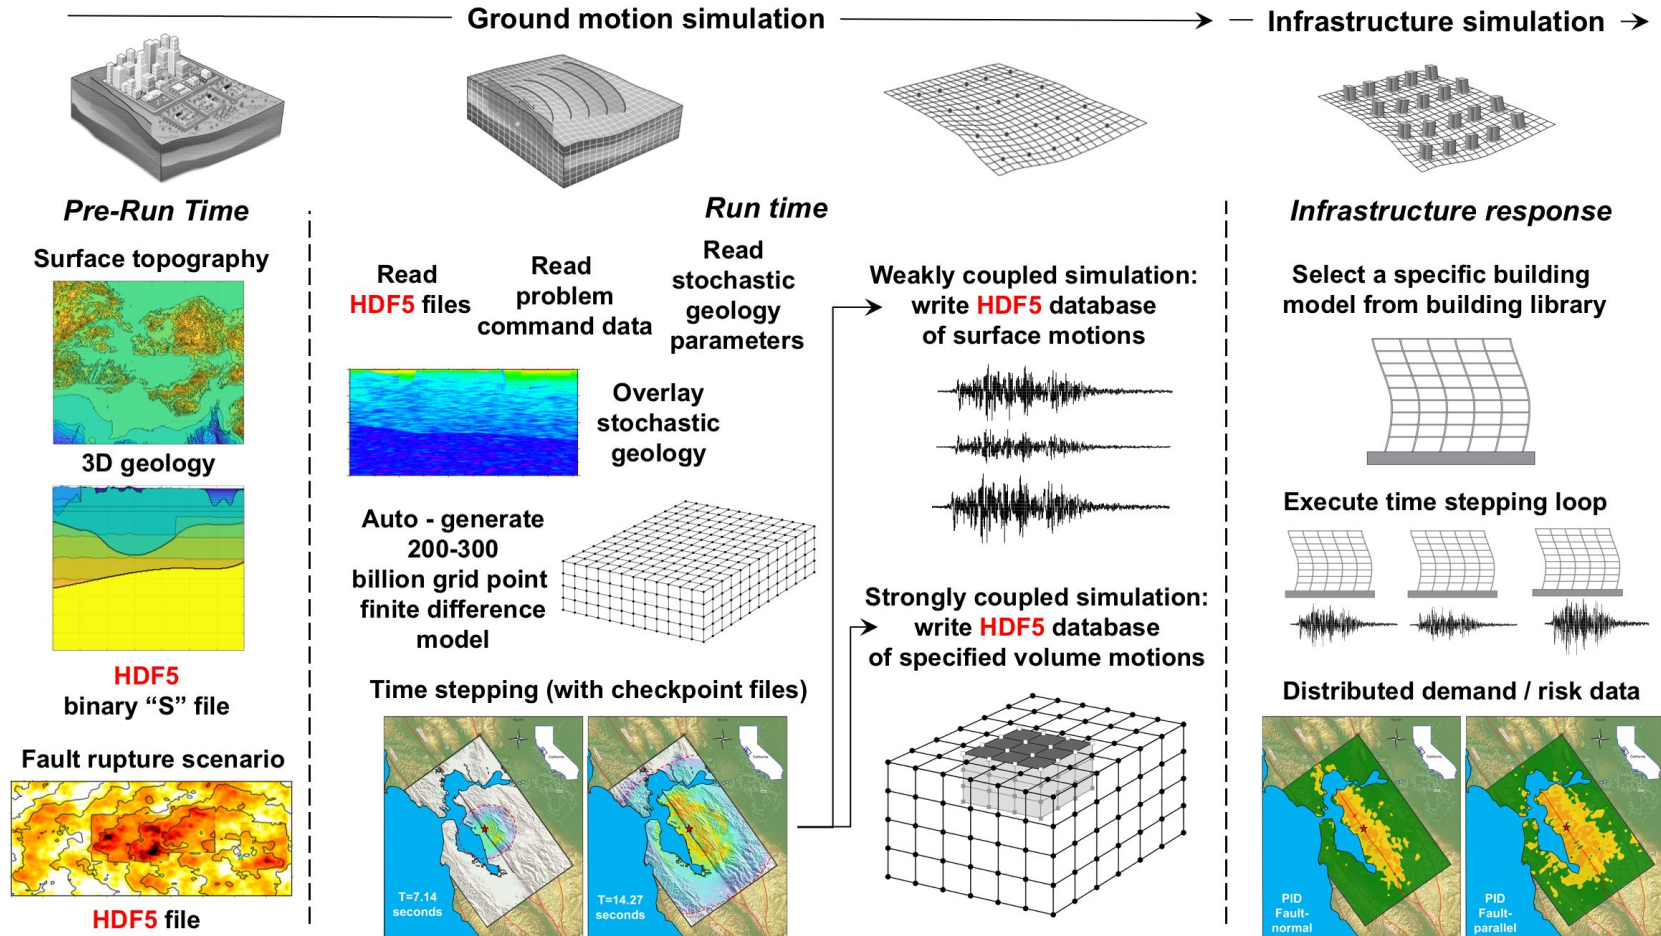 Ground motion simulation
Infrastructure simulation
Pre-Run Time
Surface topography
3D geology
HDF5
binary “S” file
Fault rupture scenario
HDF5 file
Run time
Read
HDF5 files
Read
problem
command data
Read
stochastic
geology
parameters
Overlay
stochastic
geology
Auto - generate
200-300
billion grid point
finite difference
model
Time stepping (with checkpoint files)
T=7.14
seconds
T=14.27
seconds
Weakly coupled simulation:
write HDF5 database
of surface motions
Strongly coupled simulation:
write HDF5 database
of specified volume motions
Infrastructure response
Select a specific building
model from building library
Execute time stepping loop
Distributed demand / risk data
PID
Fault-
normal
PID
Fault-
parallel